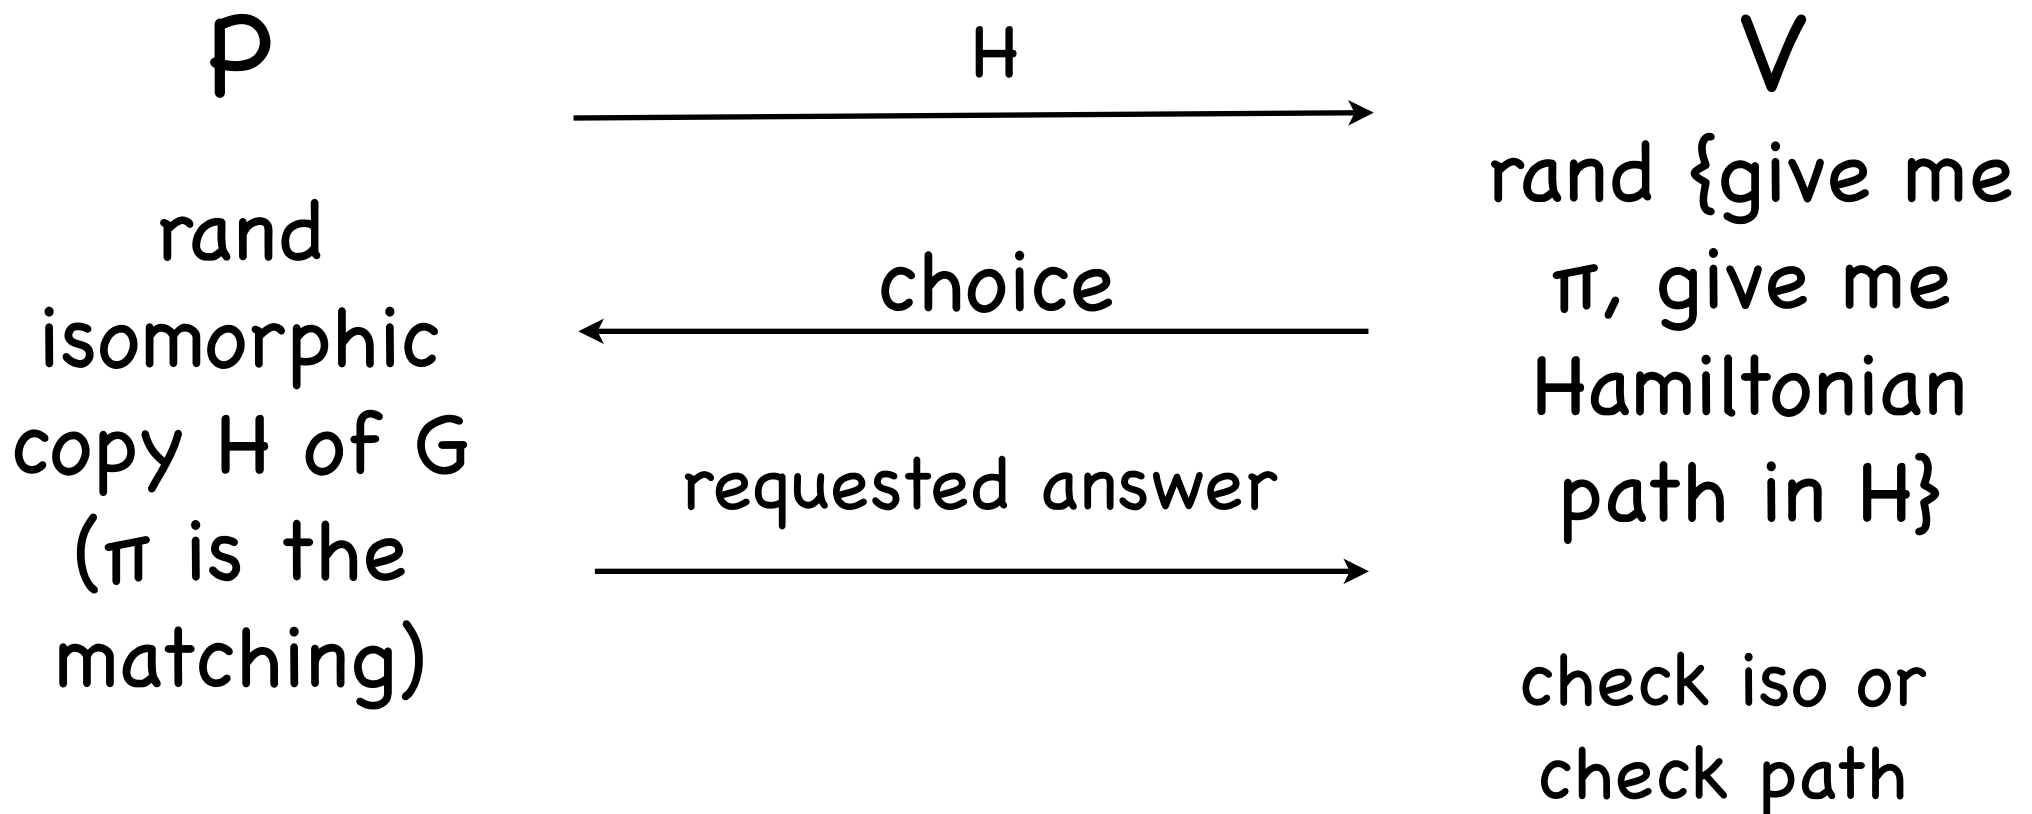 P
H
V
rand
isomorphic
copy H of G
(π is the
matching)
choice
requested answer
rand {give me
π, give me
Hamiltonian
path in H}
check iso or
check path